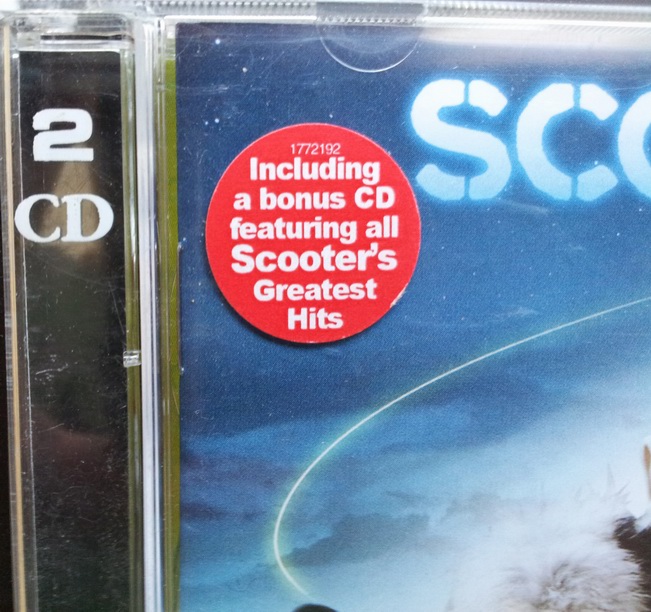 2
CD
SCO
1772192
Including
a bonus CD
featuring all
Scooter's
Greatest
Hits